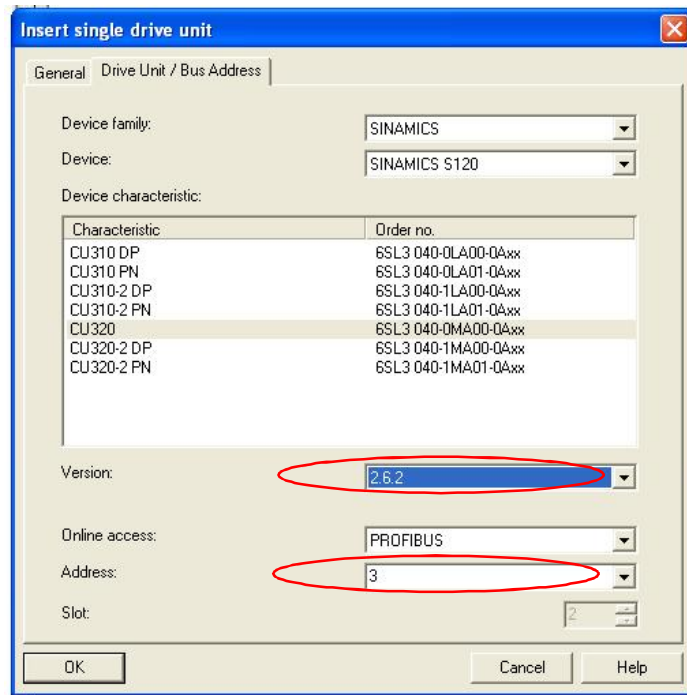 Insert single drive unit
General Drive Unit / Bus Address
Device family: SINAMICS
Device: SINAMICS S120
Device characteristic:
Characteristic Order no.
CU310 DP 6SL3 040-0LA00-0Axx
CU310 PN 6SL3 040-0LA01-0Axx
CU310-2 DP 6SL3 040-1LA00-0Axx
CU310-2 PN 6SL3 040-1LA01-0Axx
CU320 6SL3 040-0MA00-0Axx
CU320-2 DP 6SL3 040-1MA00-0Axx
CU320-2 PN 6SL3 040-1MA01-0Axx
Version: 2.6.2
Online access: PROFIBUS
Address: 3
Slot: 2
OK Cancel Help